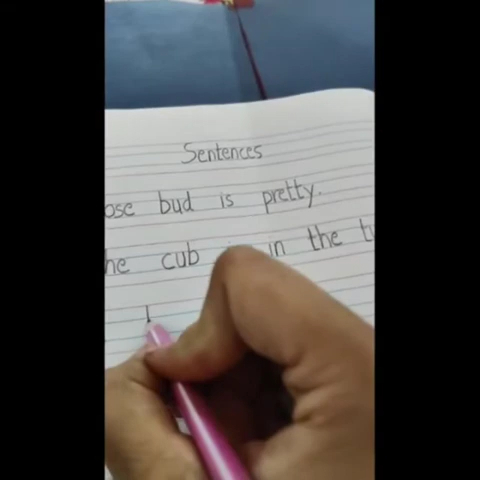 Sentences
ose bud is pretty.
he cub in the